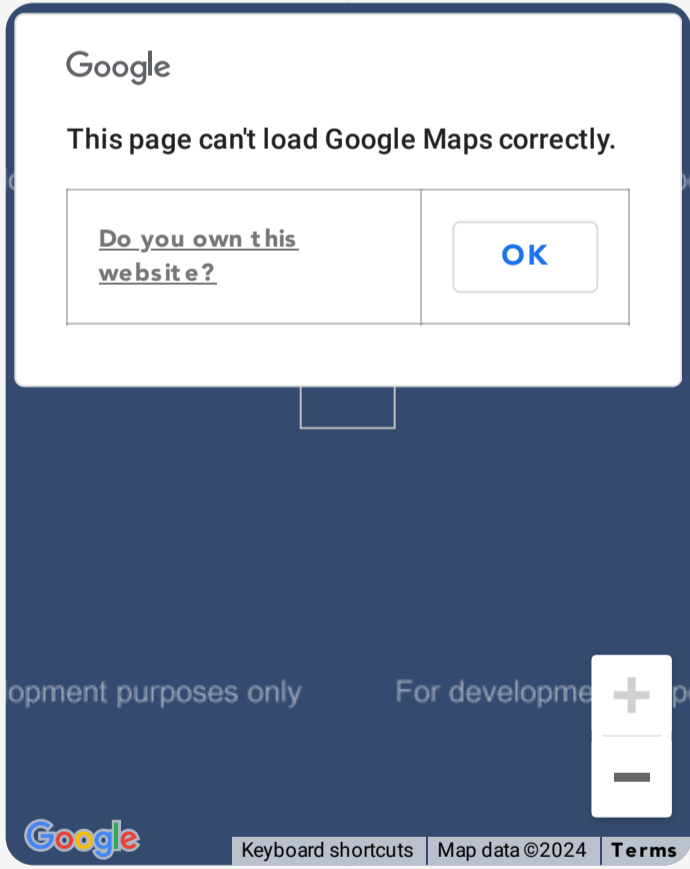 Google
This page can't load Google Maps correctly.
Do you own this
website?
OK
opment purposes only
For developme
Google
Keyboard shortcuts
Map data ©2024
Terms